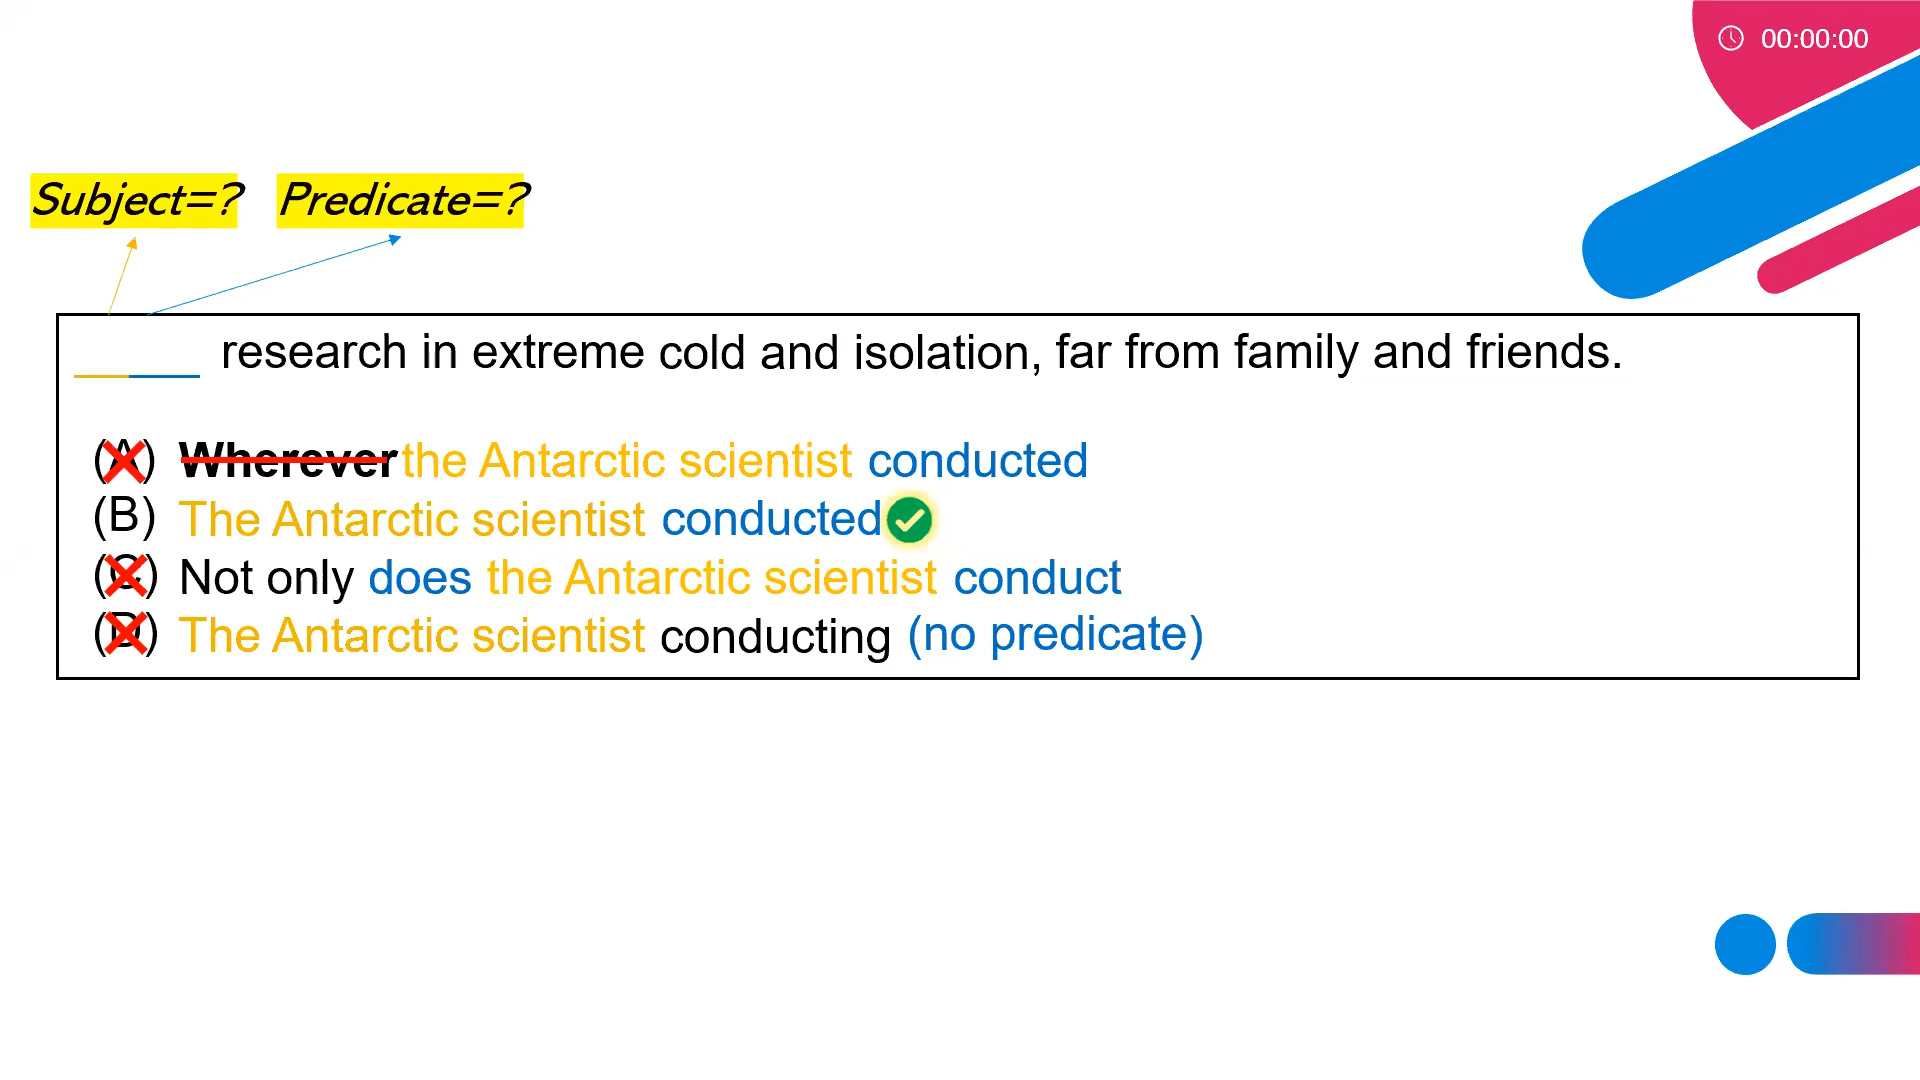 00:00:00
Subject=? Predicate=?
research in extreme cold and isolation, far from family and friends.
(A) Wherever the Antarctic scientist conducted
(B) The Antarctic scientist conducted
(C) Not only does the Antarctic scientist conduct
(D) The Antarctic scientist conducting (no predicate)